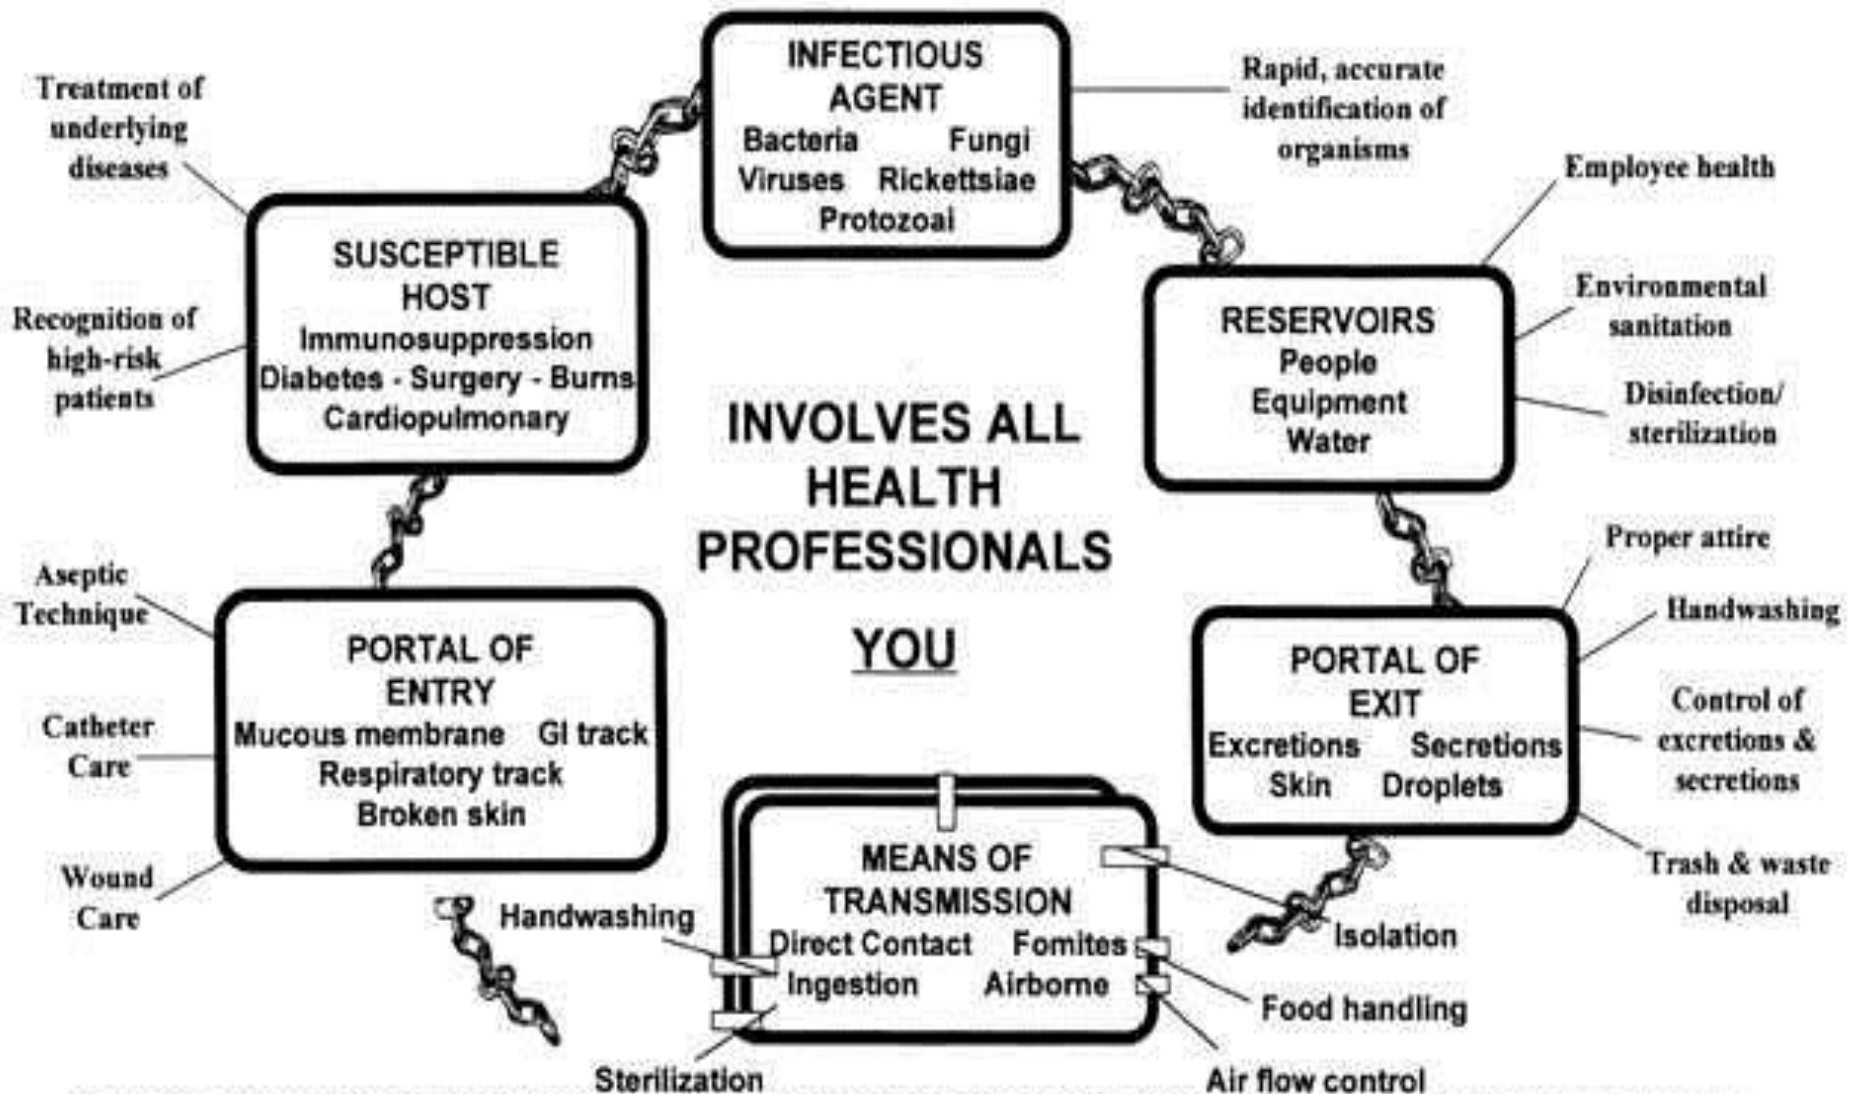 INFECTIOUS
AGENT
Bacteria Fungi
Viruses Rickettsiae
Protozoal
Rapid, accurate
identification of
organisms
Employee health
Environmental
sanitation
Disinfection/
sterilization
RESERVOIRS
People
Equipment
Water
Proper attire
Handwashing
Control of
excretions &
secretions
Trash & waste
disposal
PORTAL OF
EXIT
Excretions Secretions
Skin Droplets
MEANS OF
TRANSMISSION
Direct Contact Fomites
Ingestion Airborne
Isolation
Food handling
Air flow control
Sterilization
Handwashing
PORTAL OF
ENTRY
Mucous membrane GI track
Respiratory track
Broken skin
Aseptic
Technique
Catheter
Care
Wound
Care
SUSCEPTIBLE
HOST
Immunosuppression
Diabetes - Surgery - Burns
Cardiopulmonary
Treatment of
underlying
diseases
Recognition of
high-risk
patients
INVOLVES ALL
HEALTH
PROFESSIONALS
YOU